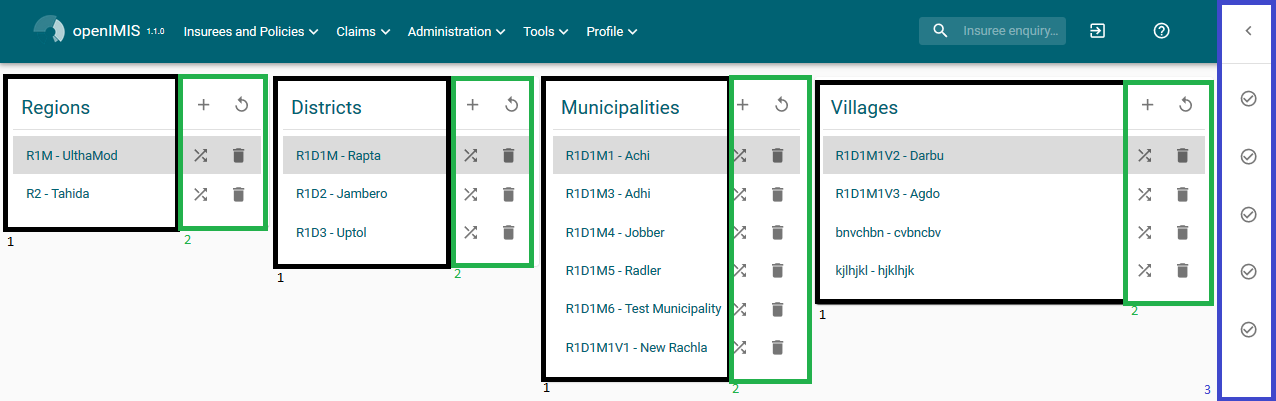 openIMIS 1.1.0 Insurees and Policies Claims Administration Tools Profile Insuree enquiry...
Regions
R1M - UlthaMod
R2 - Tahida
1
2
Districts
R1D1M - Rapta
R1D2 - Jambero
R1D3 - Uptol
1
2
Municipalities
R1D1M1 - Achi
R1D1M3 - Adhi
R1D1M4 - Jobber
R1D1M5 - Radler
R1D1M6 - Test Municipality
R1D1M1V1 - New Rachla
1
2
Villages
R1D1M1V2 - Darbu
R1D1M1V3 - Agdo
bnvchbn - cvbncbv
kjlhjkl - hjklhjk
1
2
3